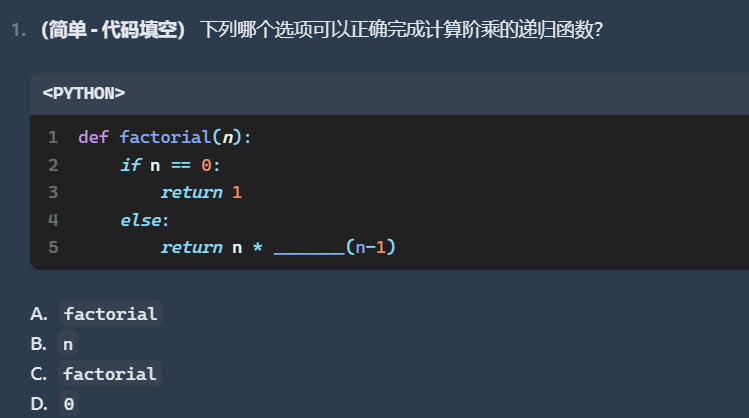 1. (简单 - 代码填空) 下列哪个选项可以正确完成计算阶乘的递归函数?
<PYTHON>
1 def factorial(n):
2     if n == 0:
3         return 1
4     else:
5         return n * _______(n-1)
A. factorial
B. n
C. factorial
D. 0